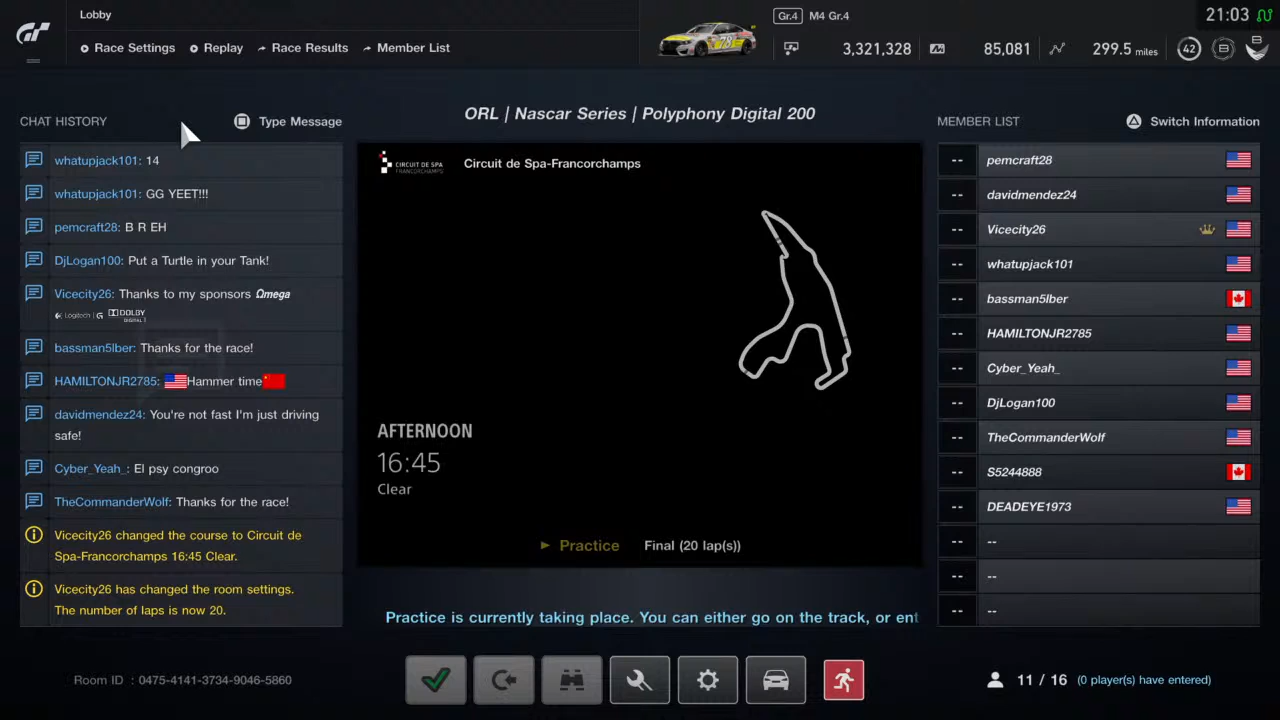 Lobby
Gr.4 M4 Gr.4
21:03
Race Settings Replay Race Results Member List
3,321,328 85,081 299.5 miles 42 B B
CHAT HISTORY
Type Message
whatupjack101: 14
whatupjack101: GG YEET!!!
pemcraft28: B R EH
DjLogan100: Put a Turtle in your Tank!
Vicecity26: Thanks to my sponsors Ωmega
Logitech G DOLBY DIGITAL
bassman5lber: Thanks for the race!
HAMILTONJR2785: Hammer time
davidmendez24: You're not fast I'm just driving
safe!
Cyber_Yeah_: El psy congroo
TheCommanderWolf: Thanks for the race!
Vicecity26 changed the course to Circuit de
Spa-Francorchamps 16:45 Clear.
Vicecity26 has changed the room settings.
The number of laps is now 20.
Room ID : 0475-4141-3734-9046-5860
ORL | Nascar Series | Polyphony Digital 200
CIRCUIT DE SPA
FRANCORCHAMPS
Circuit de Spa-Francorchamps
AFTERNOON
16:45
Clear
Practice Final (20 lap(s))
Practice is currently taking place. You can either go on the track, or ent
MEMBER LIST
Switch Information
-- pemcraft28
-- davidmendez24
-- Vicecity26
-- whatupjack101
-- bassman5lber
-- HAMILTONJR2785
-- Cyber_Yeah_
-- DjLogan100
-- TheCommanderWolf
-- S5244888
-- DEADEYE1973
-- --
-- --
-- --
11 / 16 (0 player(s) have entered)